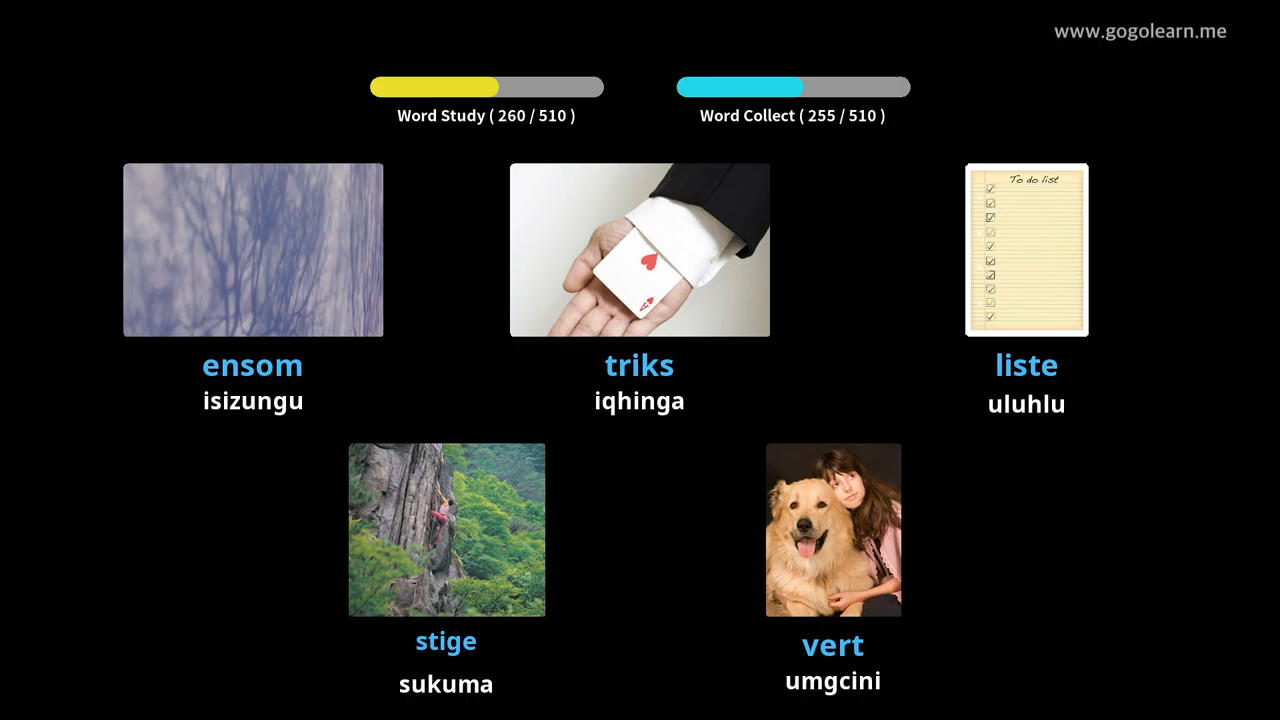 www.gogolearn.me
Word Study ( 260 / 510 )
Word Collect ( 255 / 510 )
To do list
ensom
isizungu
triks
iqhinga
liste
uluhlu
stige
sukuma
vert
umgcini